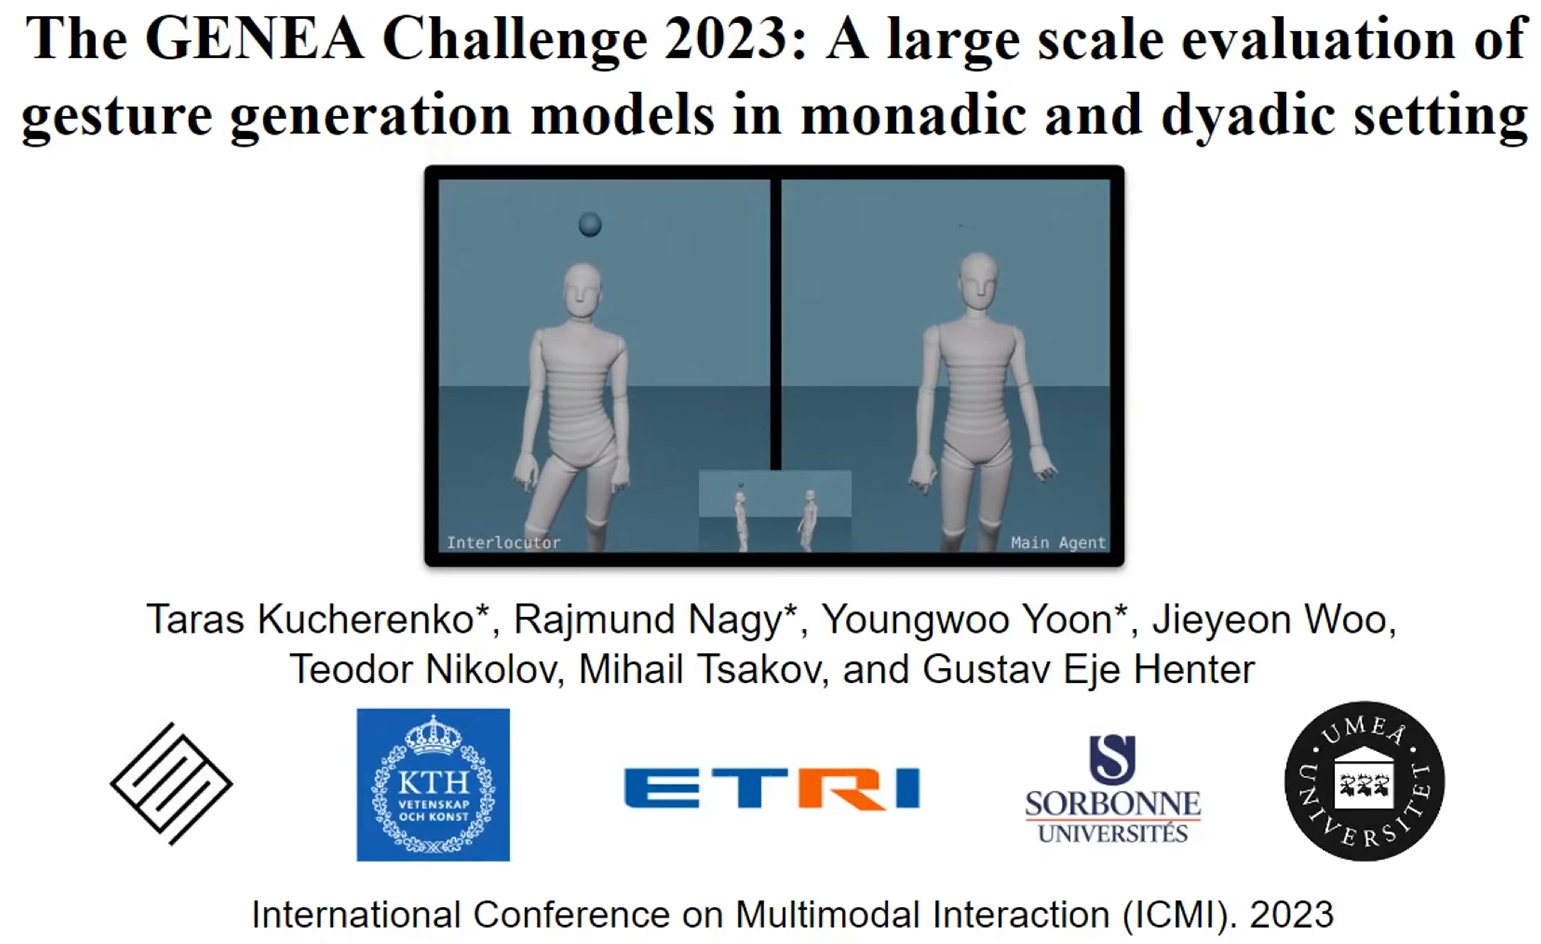 The GENEA Challenge 2023: A large scale evaluation of
gesture generation models in monadic and dyadic setting
Interlocutor
Main Agent
Taras Kucherenko*, Rajmund Nagy*, Youngwoo Yoon*, Jieyeon Woo,
Teodor Nikolov, Mihail Tsakov, and Gustav Eje Henter
KTH
VETENSKAP
OCH KONST
ETRI
S
SORBONNE
UNIVERSITÉS
UMEÅ
UNIVERSITET
International Conference on Multimodal Interaction (ICMI). 2023